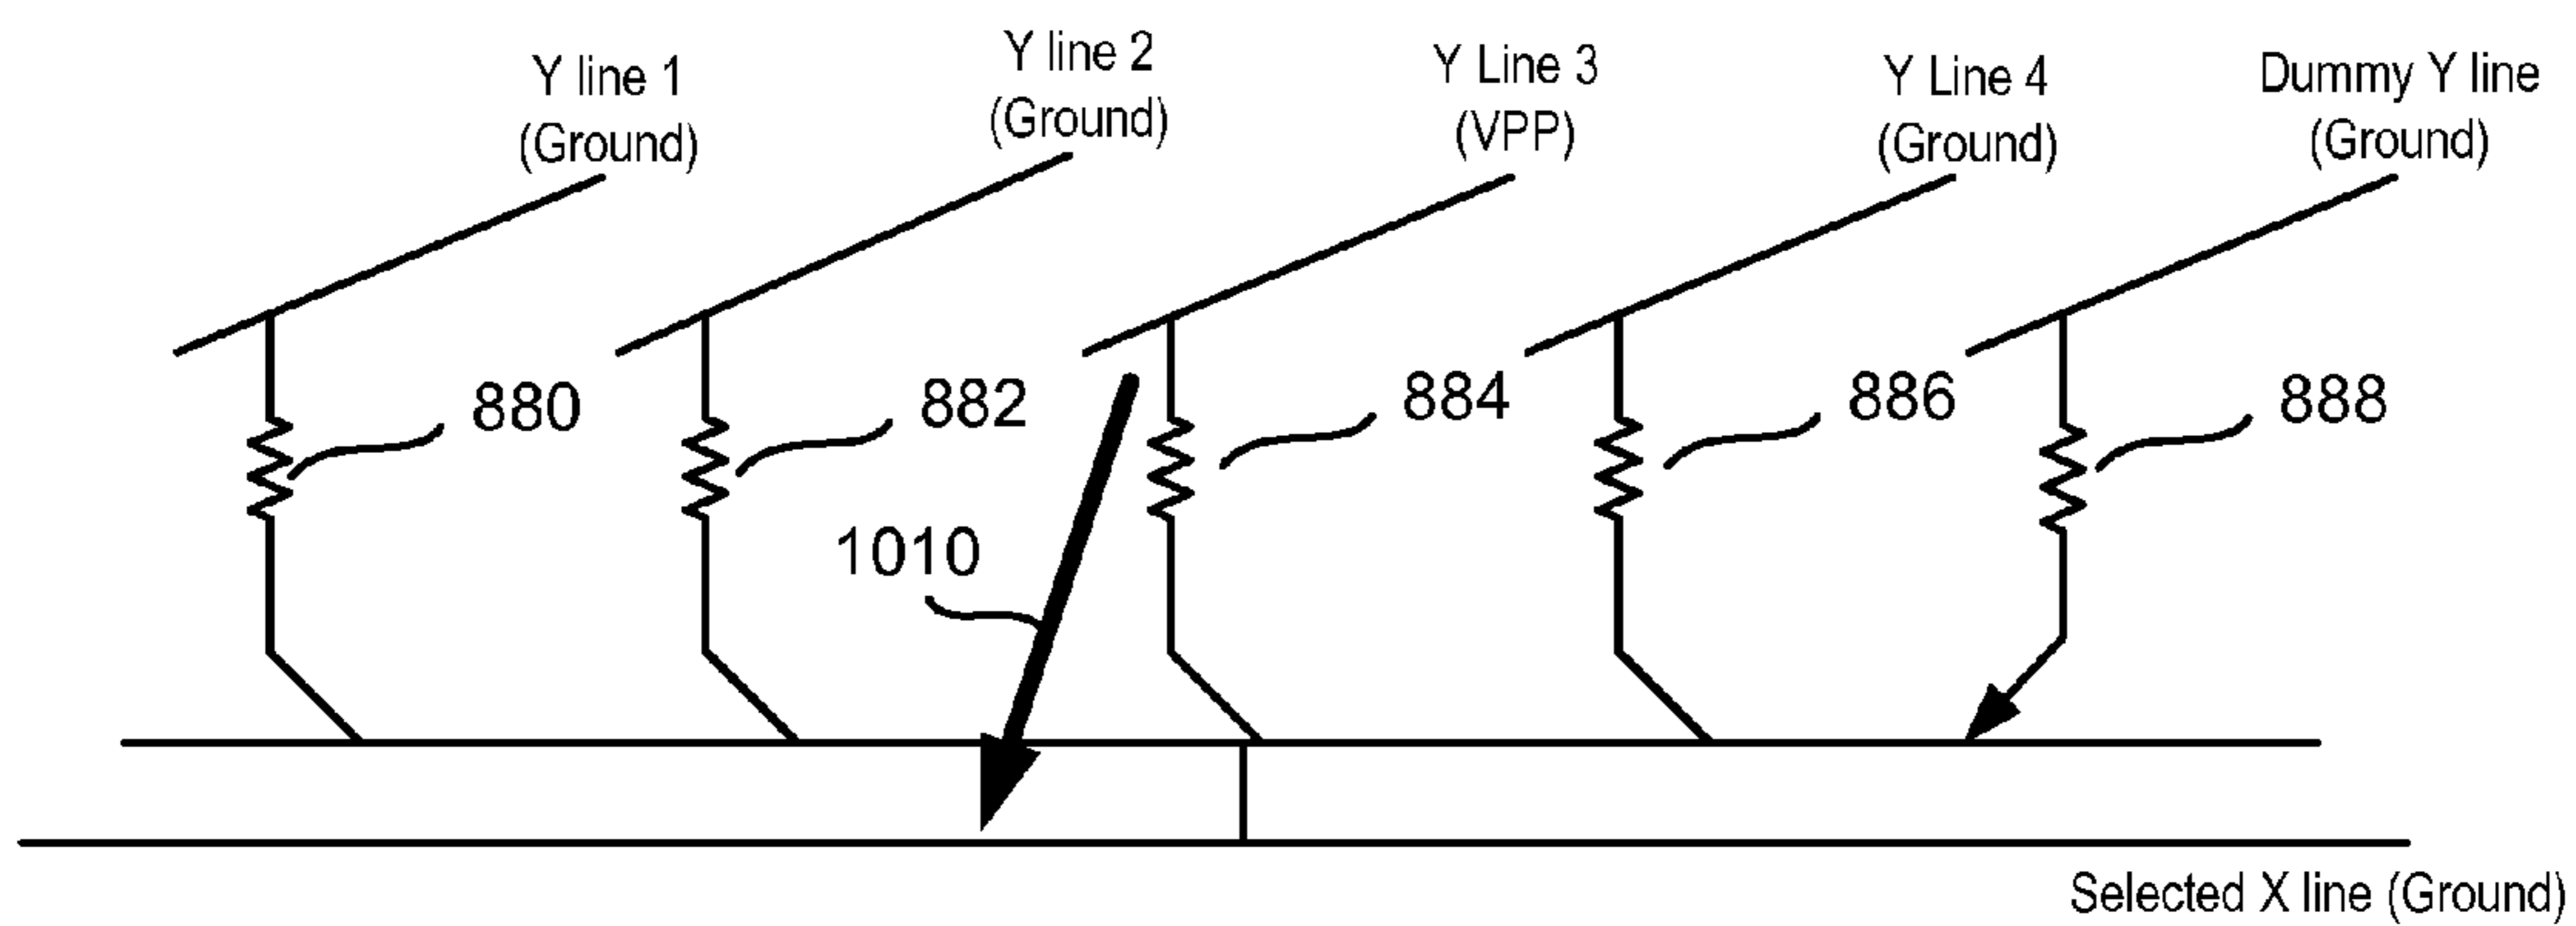 Y line 1
(Ground)
Y line 2
(Ground)
Y Line 3
(VPP)
Y Line 4
(Ground)
Dummy Y line
(Ground)
880
882
884
886
888
1010
Selected X line (Ground)